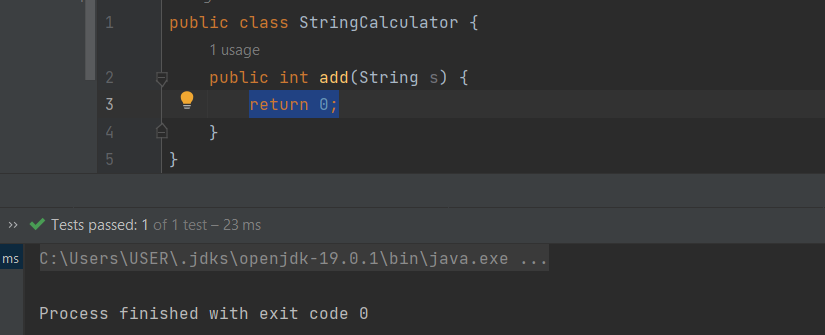 1 public class StringCalculator {
1 usage
2 public int add(String s) {
3 return 0;
4 }
5 }
» Tests passed: 1 of 1 test – 23 ms
ms C:\Users\USER\.jdks\openjdk-19.0.1\bin\java.exe ...
Process finished with exit code 0